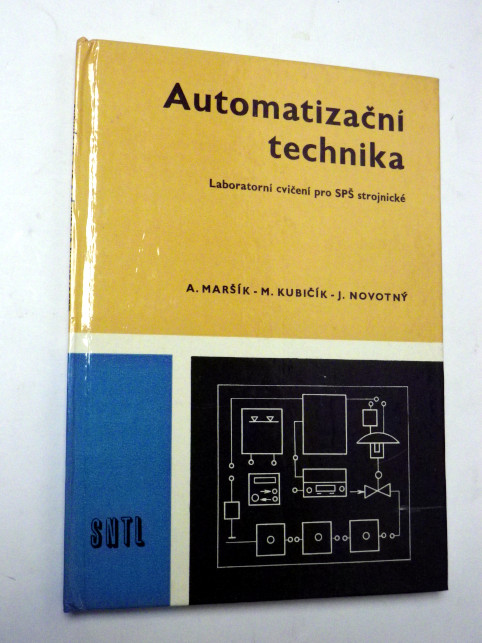 Automatizační
technika
Laboratorní cvičení pro SPŠ strojnické
A. MARŠÍK - M. KUBIČÍK - J. NOVOTNÝ
SNTL